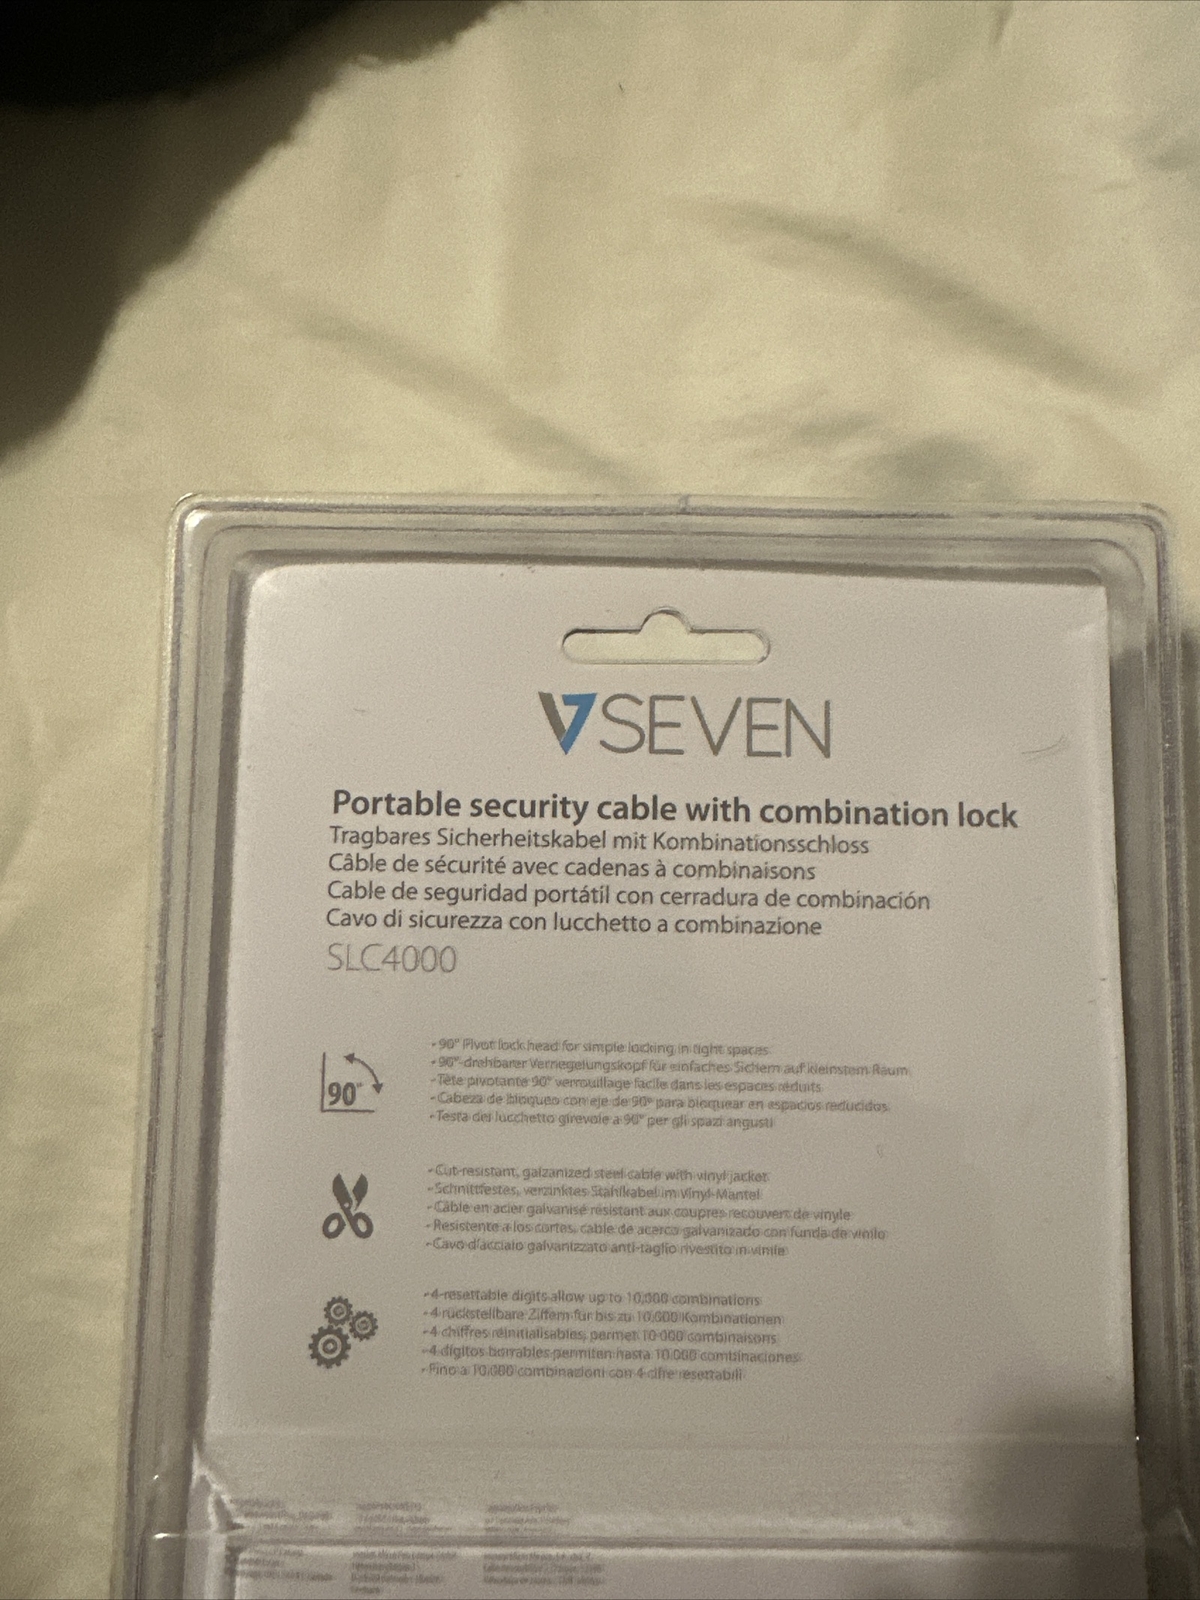 V7SEVEN
Portable security cable with combination lock
Tragbares Sicherheitskabel mit Kombinationsschloss
Câble de sécurité avec cadenas à combinaisons
Cable de seguridad portátil con cerradura de combinación
Cavo di sicurezza con lucchetto a combinazione
SLC4000
90°
- 90° Pivot lock head for simple locking in tight spaces
- 90°-drehbarer Verriegelungskopf für einfaches Sichern auf kleinstem Raum
- Tête pivotante 90° verrouillage facile dans les espaces réduits
- Cabeza de bloqueo con eje de 90° para bloquear en espacios reducidos
- Testa del lucchetto girevole a 90° per gli spazi angusti
- Cut-resistant, galzanized steel cable with vinyl jacket
- Schnittfestes, verzinktes Stahlkabel im Vinyl-Mantel
- Câble en acier galvanisé résistant aux coupres recouvert de vinyle
- Resistente a los cortes, cable de acerco galvanizado con funda de vinilo
- Cavo d'acciaio galvanizzato anti-taglio rivestito in vinile
- 4-resettable digits allow up to 10,000 combinations
- 4 rückstellbare Ziffern für bis zu 10.000 Kombinationen
- 4 chiffres réinitialisables, permet 10 000 combinaisons
- 4 dígitos borrables permiten hasta 10.000 combinaciones
- Fino a 10.000 combinazioni con 4 cifre resettabili